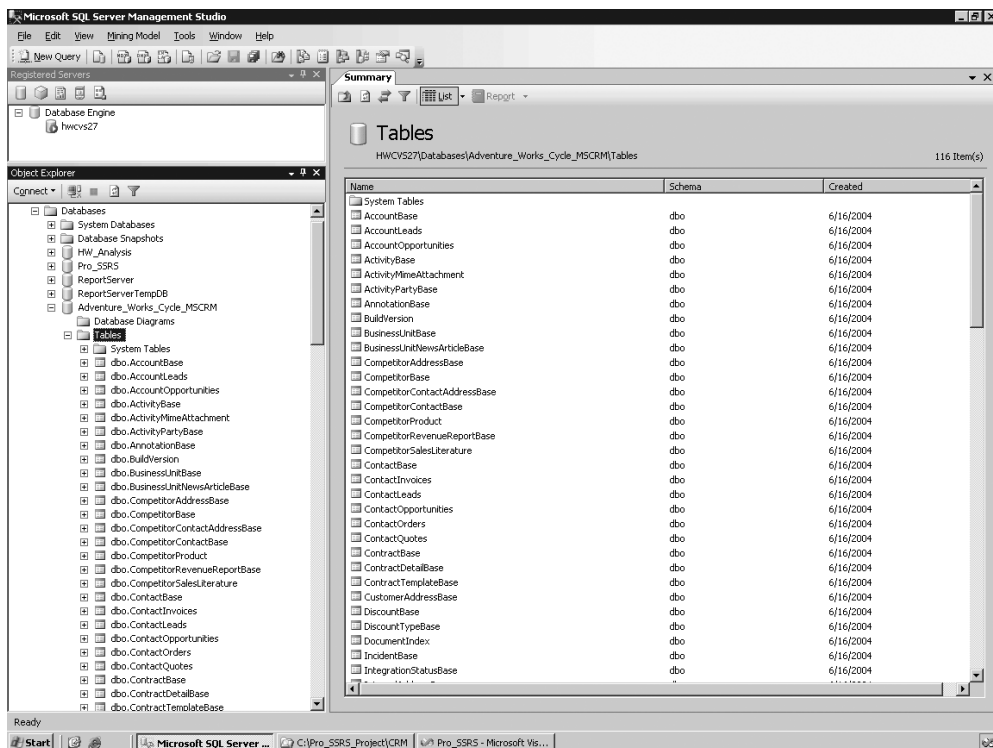 Microsoft SQL Server Management Studio
File Edit View Mining Model Tools Window Help
New Query
Registered Servers
Database Engine
hwcvs27
Object Explorer
Connect
Databases
System Databases
Database Snapshots
HW_Analysis
Pro_SSRS
ReportServer
ReportServerTempDB
Adventure_Works_Cycle_MSCRM
Database Diagrams
Tables
System Tables
dbo.AccountBase
dbo.AccountLeads
dbo.AccountOpportunities
dbo.ActivityBase
dbo.ActivityMimeAttachment
dbo.ActivityPartyBase
dbo.AnnotationBase
dbo.BuildVersion
dbo.BusinessUnitBase
dbo.BusinessUnitNewsArticleBase
dbo.CompetitorAddressBase
dbo.CompetitorBase
dbo.CompetitorContactAddressBase
dbo.CompetitorContactBase
dbo.CompetitorProduct
dbo.CompetitorRevenueReportBase
dbo.CompetitorSalesLiterature
dbo.ContactBase
dbo.ContactInvoices
dbo.ContactLeads
dbo.ContactOpportunities
dbo.ContactOrders
dbo.ContactQuotes
dbo.ContractBase
dbo.ContractDetailBase
dbo.ContractTemplateBase
Summary
List Report
Tables
HWCVS27\Databases\Adventure_Works_Cycle_MSCRM\Tables 116 Item(s)
Name Schema Created
System Tables
AccountBase dbo 6/16/2004
AccountLeads dbo 6/16/2004
AccountOpportunities dbo 6/16/2004
ActivityBase dbo 6/16/2004
ActivityMimeAttachment dbo 6/16/2004
ActivityPartyBase dbo 6/16/2004
AnnotationBase dbo 6/16/2004
BuildVersion dbo 6/16/2004
BusinessUnitBase dbo 6/16/2004
BusinessUnitNewsArticleBase dbo 6/16/2004
CompetitorAddressBase dbo 6/16/2004
CompetitorBase dbo 6/16/2004
CompetitorContactAddressBase dbo 6/16/2004
CompetitorContactBase dbo 6/16/2004
CompetitorProduct dbo 6/16/2004
CompetitorRevenueReportBase dbo 6/16/2004
CompetitorSalesLiterature dbo 6/16/2004
ContactBase dbo 6/16/2004
ContactInvoices dbo 6/16/2004
ContactLeads dbo 6/16/2004
ContactOpportunities dbo 6/16/2004
ContactOrders dbo 6/16/2004
ContactQuotes dbo 6/16/2004
ContractBase dbo 6/16/2004
ContractDetailBase dbo 6/16/2004
ContractTemplateBase dbo 6/16/2004
CustomerAddressBase dbo 6/16/2004
DiscountBase dbo 6/16/2004
DiscountTypeBase dbo 6/16/2004
DocumentIndex dbo 6/16/2004
IncidentBase dbo 6/16/2004
IntegrationStatusBase dbo 6/16/2004
Ready
Start Microsoft SQL Server ... C:\Pro_SSRS_Project\CRM Pro_SSRS - Microsoft Vis...